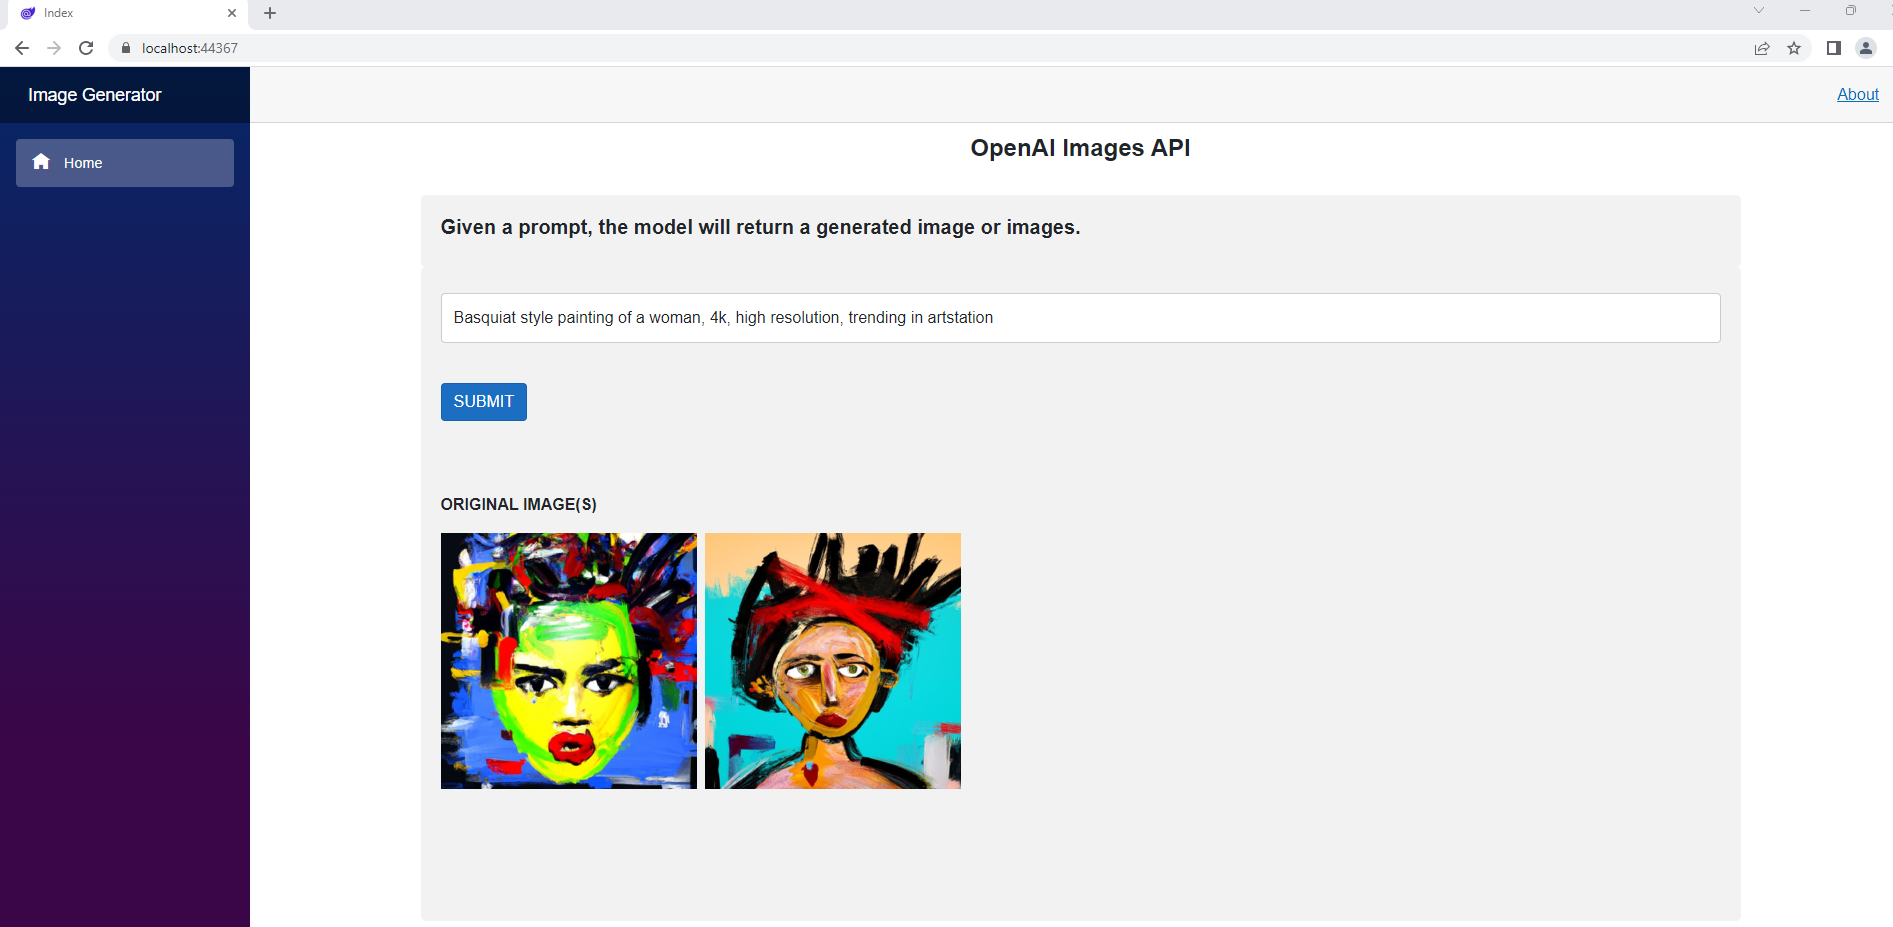 Index
localhost:44367
Image Generator
About
Home
OpenAI Images API
Given a prompt, the model will return a generated image or images.
Basquiat style painting of a woman, 4k, high resolution, trending in artstation
SUBMIT
ORIGINAL IMAGE(S)